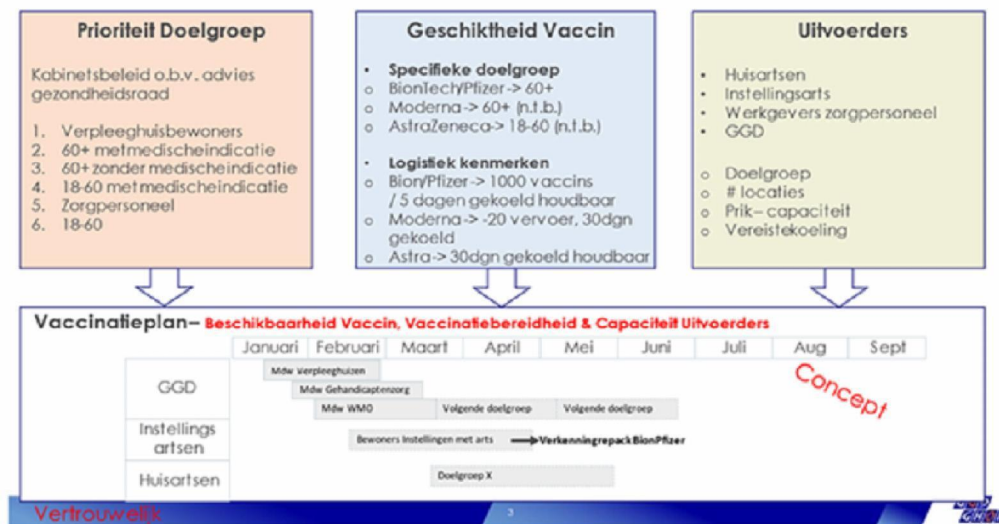 Prioriteit Doelgroep
Kabinetsbeleid o.b.v. advies
gezondheidsraad
1. Verpleeghuisbewoners
2. 60+ metmedischeindicatie
3. 60+ zonder medischeindicatie
4. 18-60 metmedischeindicatie
5. Zorgpersoneel
6. 18-60
Geschiktheid Vaccin
• Specifieke doelgroep
o BionTech/Pfizer-> 60+
o Moderna-> 60+ (n.t.b.)
o AstraZeneca-> 18-60 (n.t.b.)
• Logistiek kenmerken
o Bion/Pfizer-> 1000 vaccins
/ 5 dagen gekoeld houdbaar
o Moderna-> -20 vervoer, 30dgn
gekoeld
o Astra-> 30dgn gekoeld houdbaar
Uitvoerders
• Huisartsen
• Instellingsarts
• Werkgevers zorgpersoneel
• GGD
o Doelgroep
o # locaties
o Prik– capaciteit
o Vereistekoeling
Vaccinatieplan– Beschikbaarheid Vaccin, Vaccinatiebereidheid & Capaciteit Uitvoerders
Januari Februari Maart April Mei Juni Juli Aug Sept
GGD
Mdw Verpleeghuizen
Mdw Gehandicaptenzorg
Mdw WMO Volgende doelgroep Volgende doelgroep
Concept
Instellings
artsen
Bewoners Instellingen met arts VerkenningrepackBionPfizer
Huisartsen
Doelgroep X
Vertrouwelijk
3